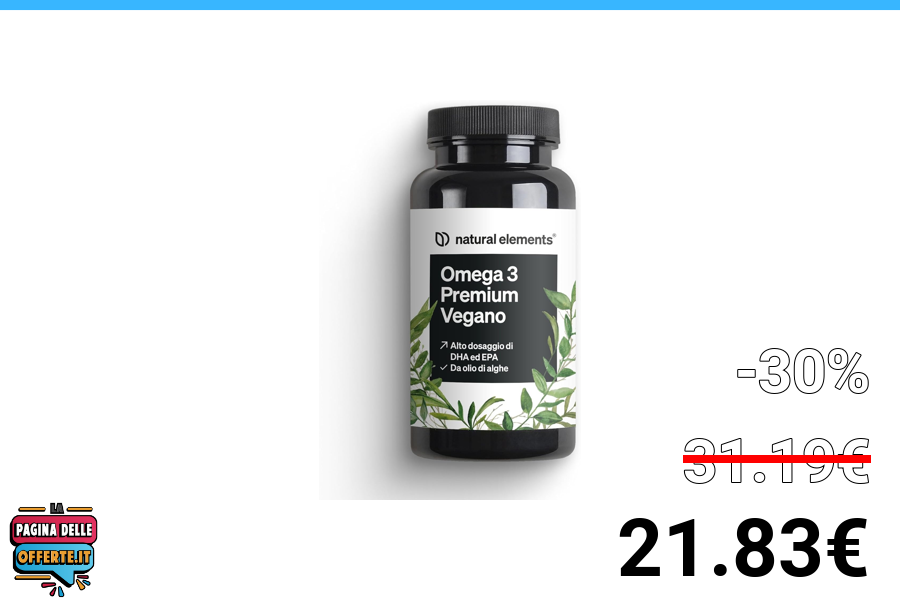 natural elements®
Omega 3
Premium
Vegano
Alto dosaggio di
DHA ed EPA
Da olio di alghe
-30%
31.19€
21.83€
LA
PAGINA DELLE
OFFERTE.IT